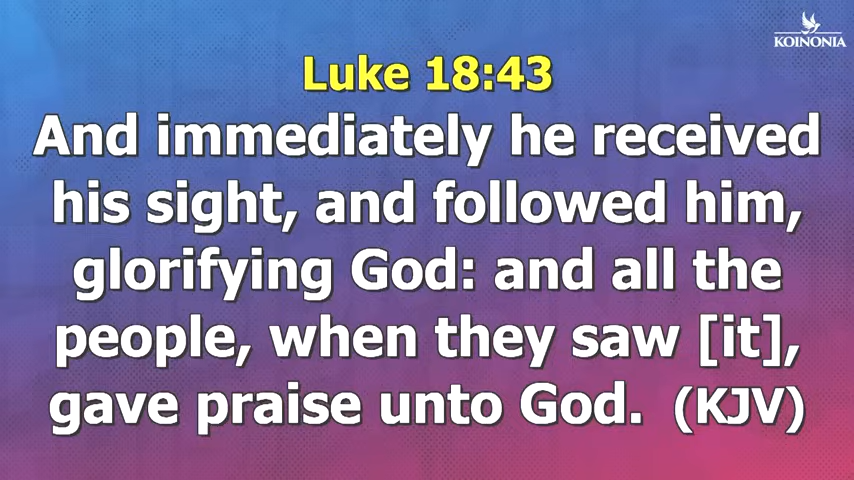 KOINONIA
Luke 18:43
And immediately he received
his sight, and followed him,
glorifying God: and all the
people, when they saw [it],
gave praise unto God. (KJV)